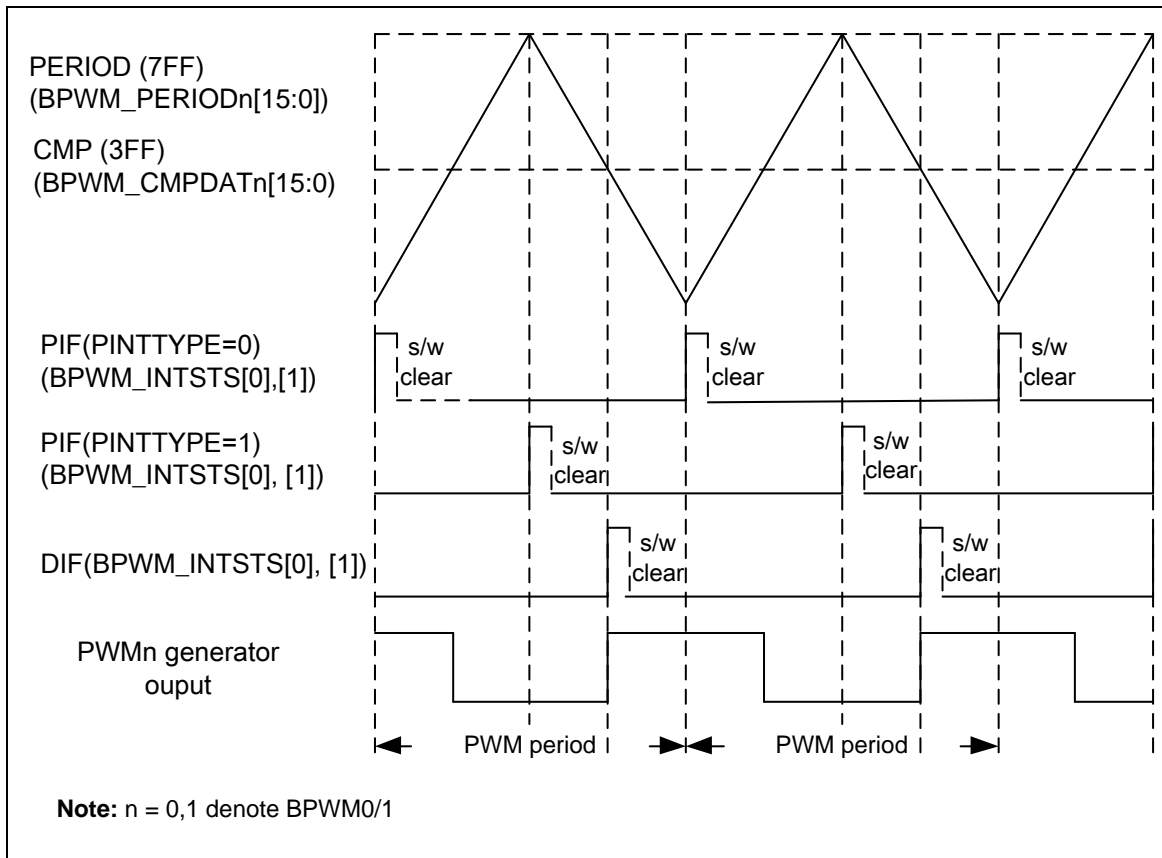 PERIOD (7FF)
(BPWM_PERIODn[15:0])
CMP (3FF)
(BPWM_CMPDATn[15:0)
PIF(PINTTYPE=0)
(BPWM_INTSTS[0],[1])
s/w
clear
s/w
clear
s/w
clear
PIF(PINTTYPE=1)
(BPWM_INTSTS[0], [1])
s/w
clear
s/w
clear
DIF(BPWM_INTSTS[0], [1])
s/w
clear
s/w
clear
PWMn generator
ouput
PWM period
PWM period
Note: n = 0,1 denote BPWM0/1